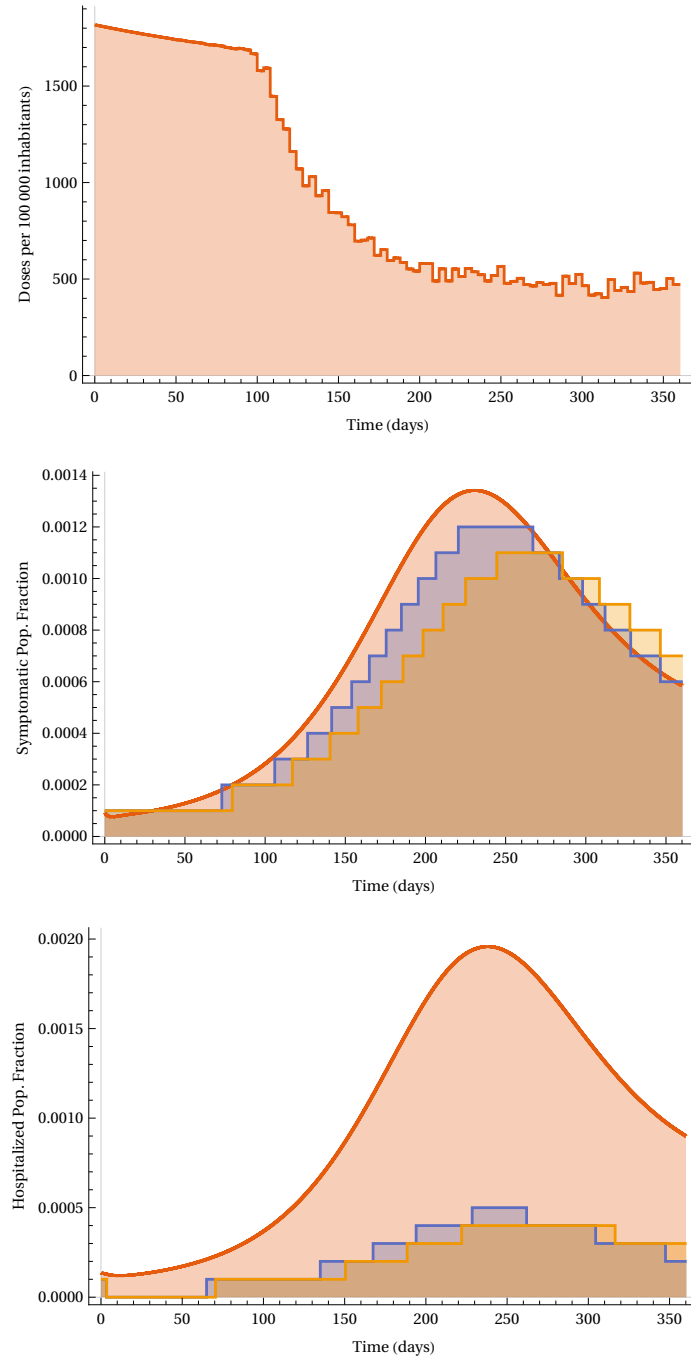 Doses per 100 000 inhabitants)
1500
1000
500
0
0 50 100 150 200 250 300 350
Time (days)
Symptomatic Pop. Fraction
0.0014
0.0012
0.0010
0.0008
0.0006
0.0004
0.0002
0.0000
0 50 100 150 200 250 300 350
Time (days)
Hospitalized Pop. Fraction
0.0020
0.0015
0.0010
0.0005
0.0000
0 50 100 150 200 250 300 350
Time (days)